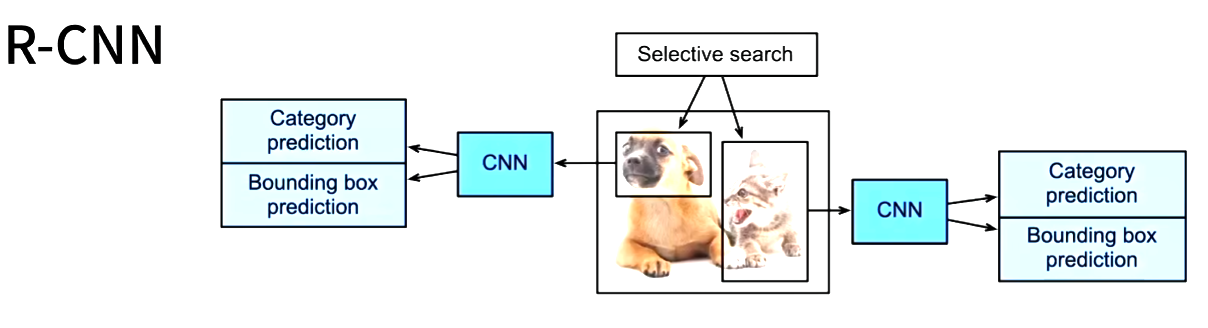 R-CNN
Selective search
Category
prediction
Bounding box
prediction
CNN
CNN
Category
prediction
Bounding box
prediction